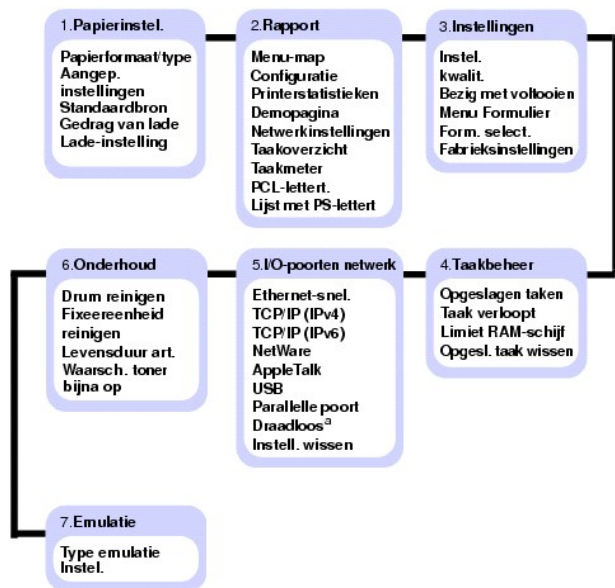 1.Papierinstel.
Papierformaat/type
Aangep.
instellingen
Standaardbron
Gedrag van lade
Lade-instelling
2.Rapport
Menu-map
Configuratie
Printerstatistieken
Demopagina
Netwerkinstellingen
Taakoverzicht
Taakmeter
PCL-lettert.
Lijst met PS-lettert
3.Instellingen
Instel.
kwalit.
Bezig met voltooien
Menu Formulier
Form. select.
Fabrieksinstellingen
4.Taakbeheer
Opgeslagen taken
Taak verloopt
Limiet RAM-schijf
Opgesl. taak wissen
5.I/O-poorten netwerk
Ethernet-snel.
TCP/IP (IPv4)
TCP/IP (IPv6)
NetWare
AppleTalk
USB
Parallelle poort
Draadloosa
Instell. wissen
6.Onderhoud
Drum reinigen
Fixeereenheid
reinigen
Levensduur art.
Waarsch. toner
bijna op
7.Emulatie
Type emulatie
Instel.